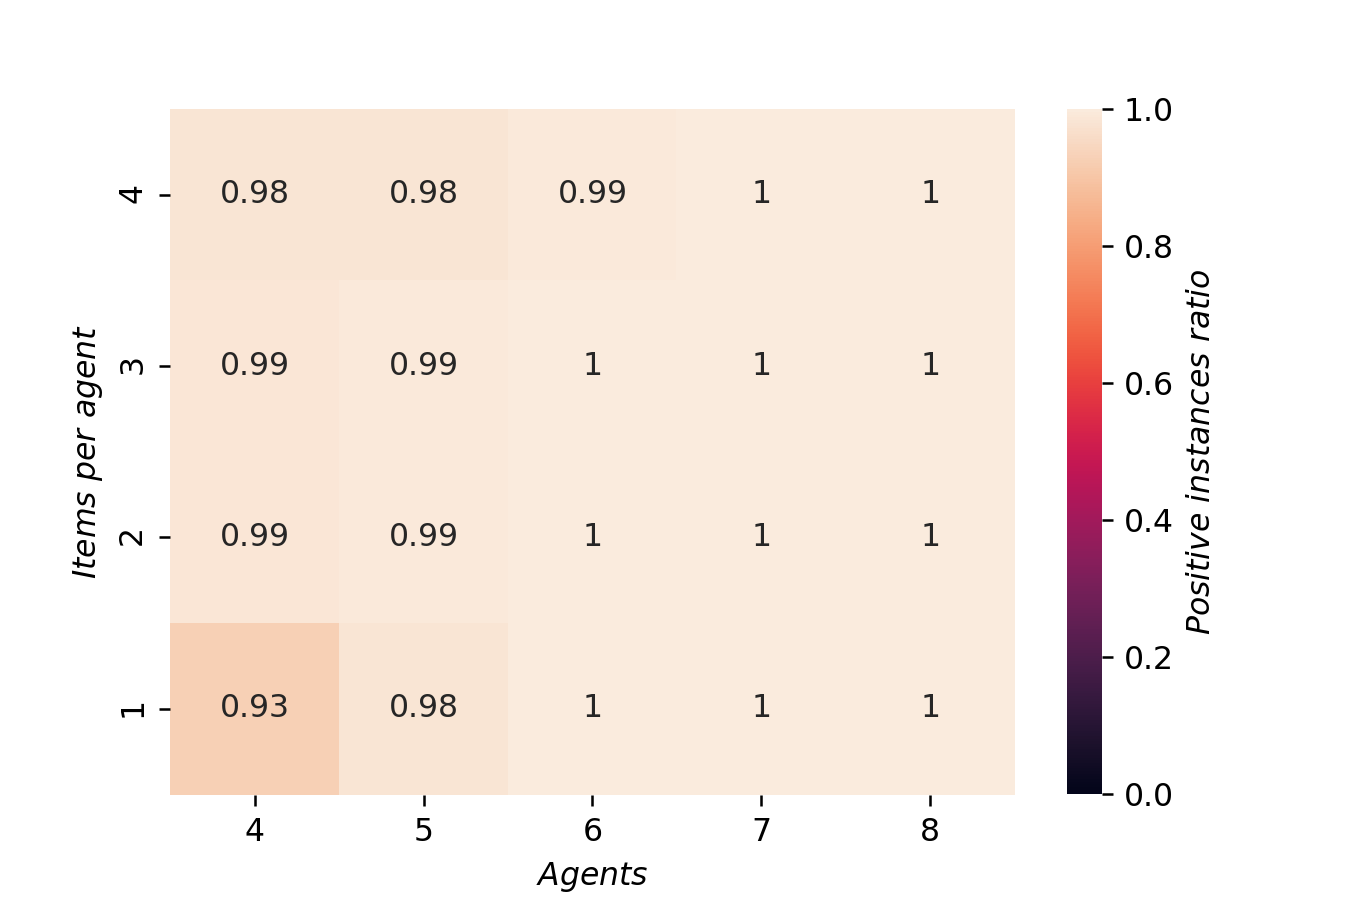 1.0
4
0.98 0.98 0.99 1 1
0.8
3
0.99 0.99 1 1 1
0.6
Items per agent
Positive instances ratio
2
0.99 0.99 1 1 1
0.4
0.2
1
0.93 0.98 1 1 1
0.0
4 5 6 7 8
Agents